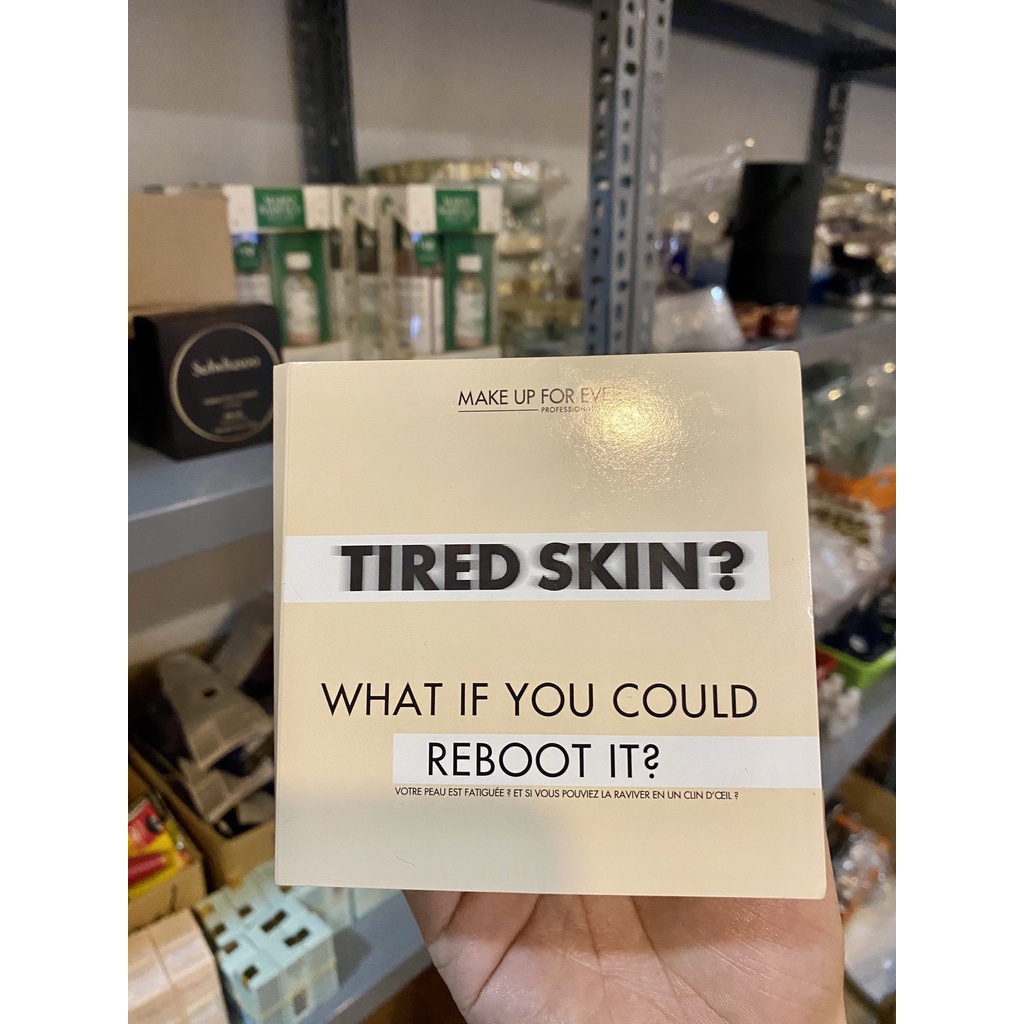 MAKE UP FOR EVE
PROFESSIONA
TIRED SKIN?
WHAT IF YOU COULD
REBOOT IT?
VOTRE PEAU EST FATIGUÉE ? ET SI VOUS POUVIEZ LA RAVIVER EN UN CLIN D'ŒIL ?
Sulwhasoo